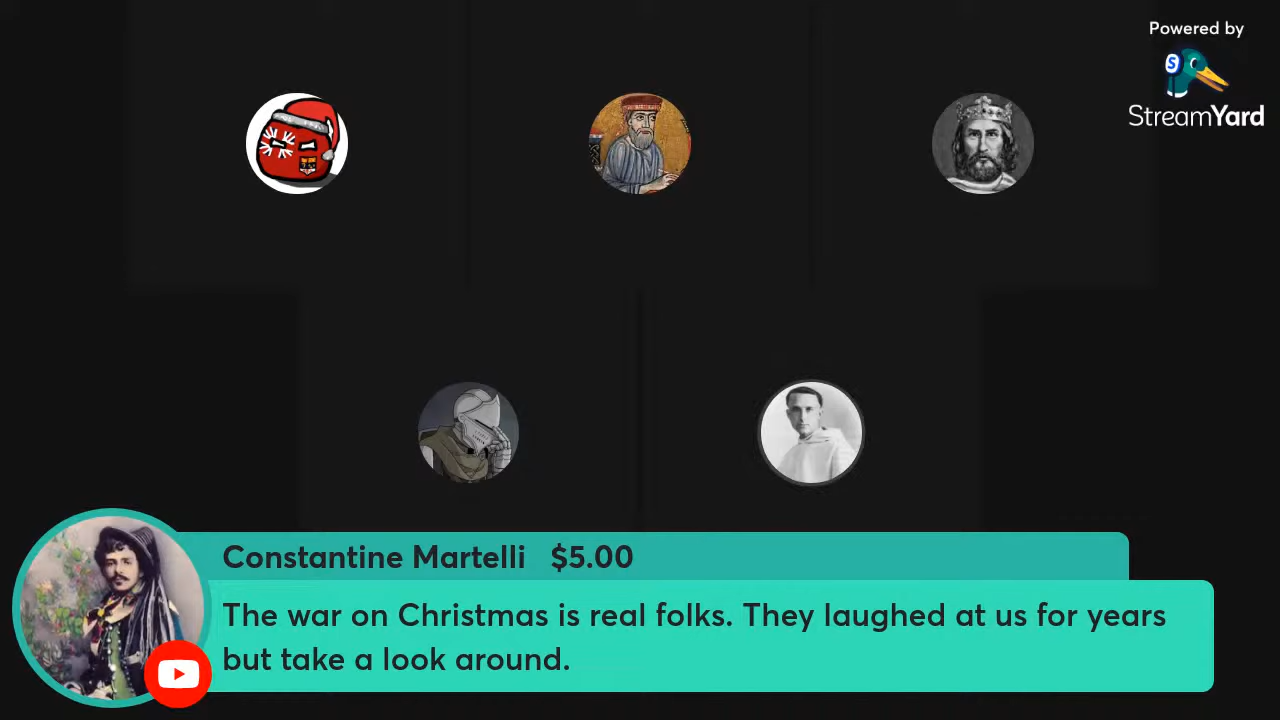 Powered by
StreamYard
Constantine Martelli $5.00
The war on Christmas is real folks. They laughed at us for years
but take a look around.